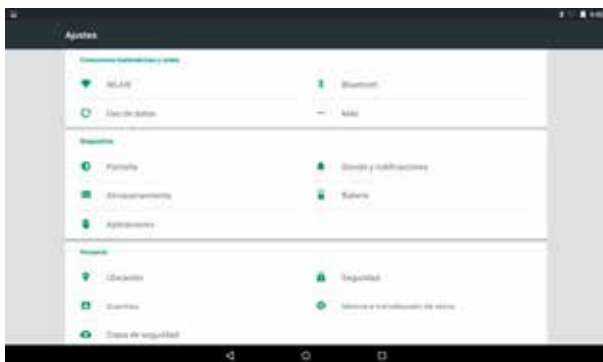 Ajustes
Conexiones inalámbricas y redes
WLAN
Bluetooth
Uso de datos
Más
Dispositivo
Pantalla
Sonido y notificaciones
Almacenamiento
Batería
Aplicaciones
Personal
Ubicación
Seguridad
Cuentas
Idioma e introducción de texto
Copia de seguridad